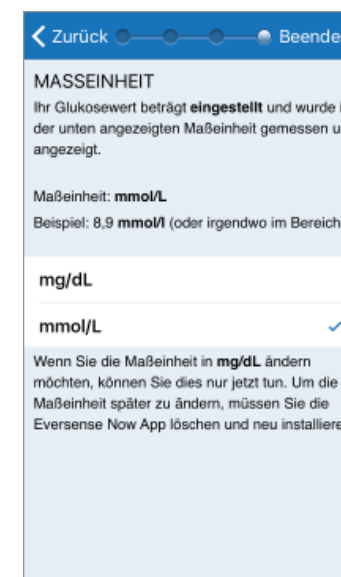 Zurück Beende
MASSEINHEIT
Ihr Glukosewert beträgt eingestellt und wurde i
der unten angezeigten Maßeinheit gemessen u
angezeigt.
Maßeinheit: mmol/L
Beispiel: 8,9 mmol/l (oder irgendwo im Bereich
mg/dL
mmol/L
Wenn Sie die Maßeinheit in mg/dL ändern
möchten, können Sie dies nur jetzt tun. Um die
Maßeinheit später zu ändern, müssen Sie die
Eversense Now App löschen und neu installiere